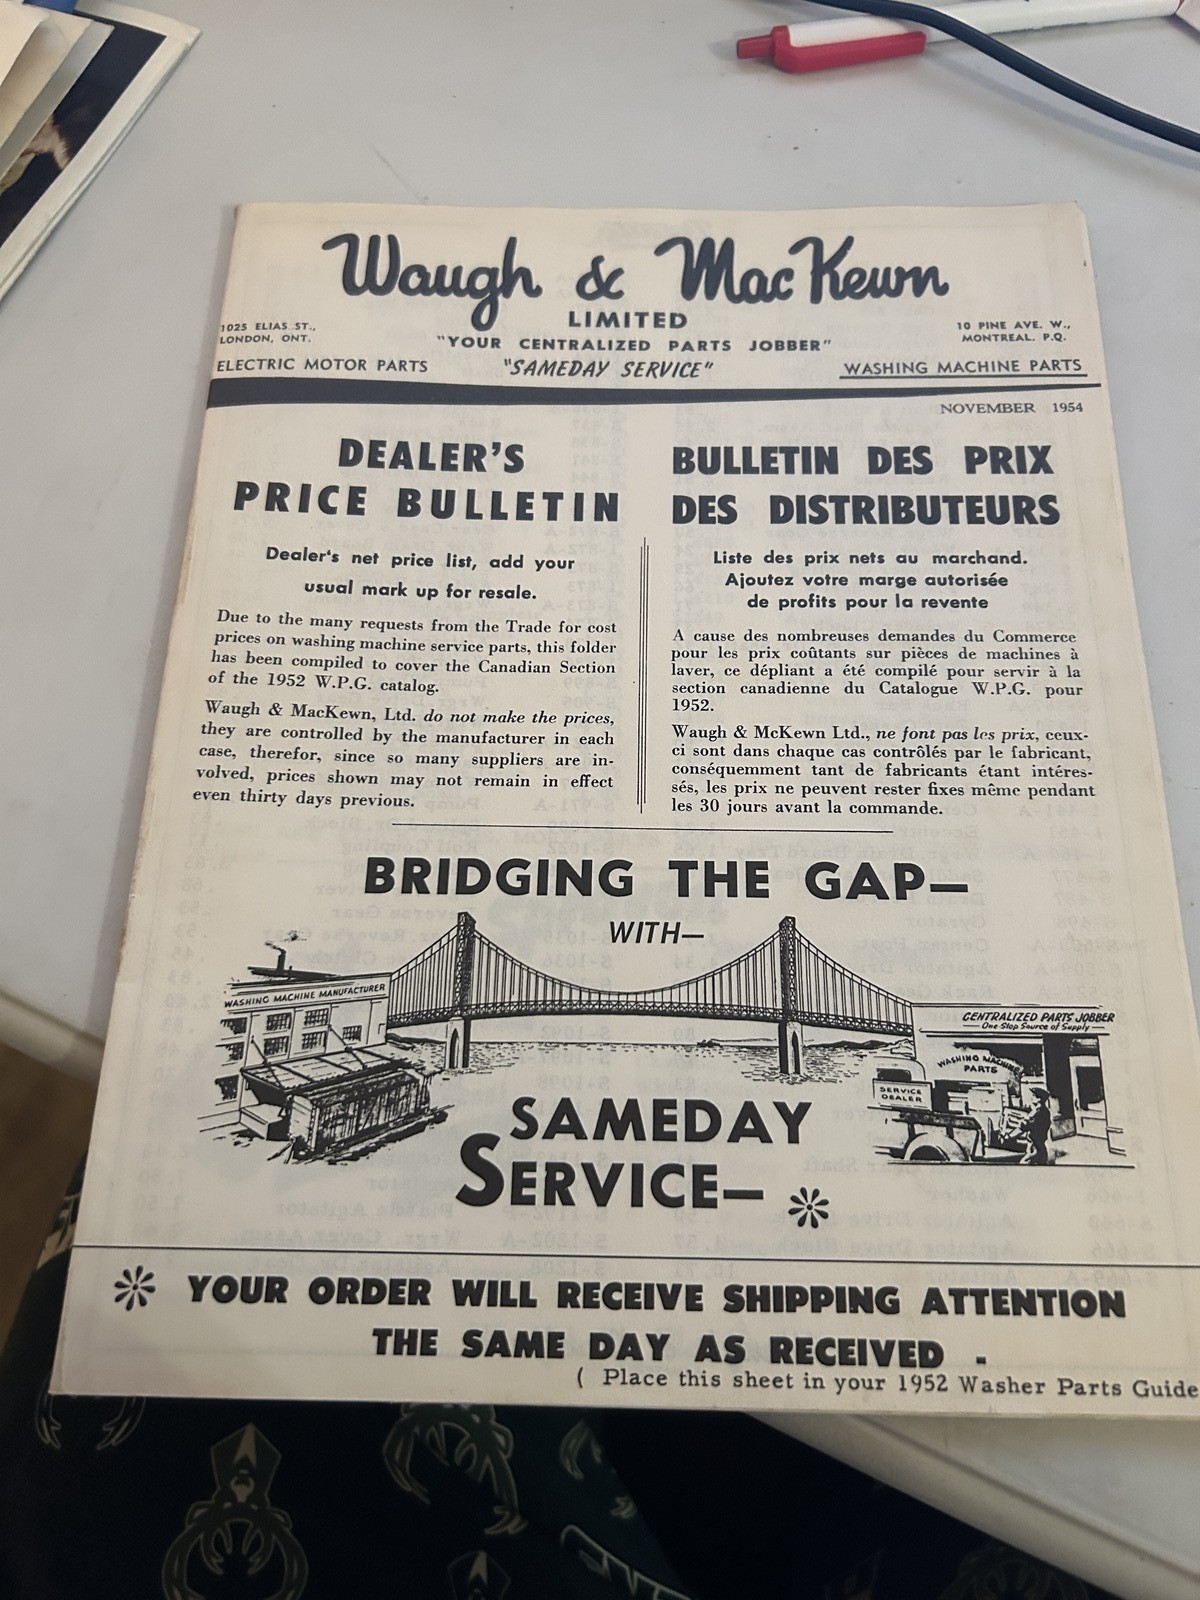 Waugh & MacKewn
LIMITED
1025 ELIAS ST.,
LONDON, ONT.
"YOUR CENTRALIZED PARTS JOBBER"
10 PINE AVE. W.,
MONTREAL, P.Q.
ELECTRIC MOTOR PARTS
"SAMEDAY SERVICE"
WASHING MACHINE PARTS
NOVEMBER 1954
DEALER'S
PRICE BULLETIN
Dealer's net price list, add your
usual mark up for resale.
Due to the many requests from the Trade for cost
prices on washing machine service parts, this folder
has been compiled to cover the Canadian Section
of the 1952 W.P.G. catalog.
Waugh & MacKewn, Ltd. do not make the prices,
they are controlled by the manufacturer in each
case, therefor, since so many suppliers are in-
volved, prices shown may not remain in effect
even thirty days previous.
BULLETIN DES PRIX
DES DISTRIBUTEURS
Liste des prix nets au marchand.
Ajoutez votre marge autorisée
de profits pour la revente
A cause des nombreuses demandes du Commerce
pour les prix coûtants sur pièces de machines à
laver, ce dépliant a été compilé pour servir à la
section canadienne du Catalogue W.P.G. pour
1952.
Waugh & McKewn Ltd., ne font pas les prix, ceux-
ci sont dans chaque cas contrôlés par le fabricant,
conséquemment tant de fabricants étant intéres-
sés, les prix ne peuvent rester fixes même pendant
les 30 jours avant la commande.
BRIDGING THE GAP—
WITH—
WASHING MACHINE MANUFACTURER
CENTRALIZED PARTS JOBBER
One Stop Source of Supply
WASHING MACHINE
PARTS
SERVICE
DEALER
SAMEDAY
SERVICE— *
* YOUR ORDER WILL RECEIVE SHIPPING ATTENTION
THE SAME DAY AS RECEIVED -
( Place this sheet in your 1952 Washer Parts Guide